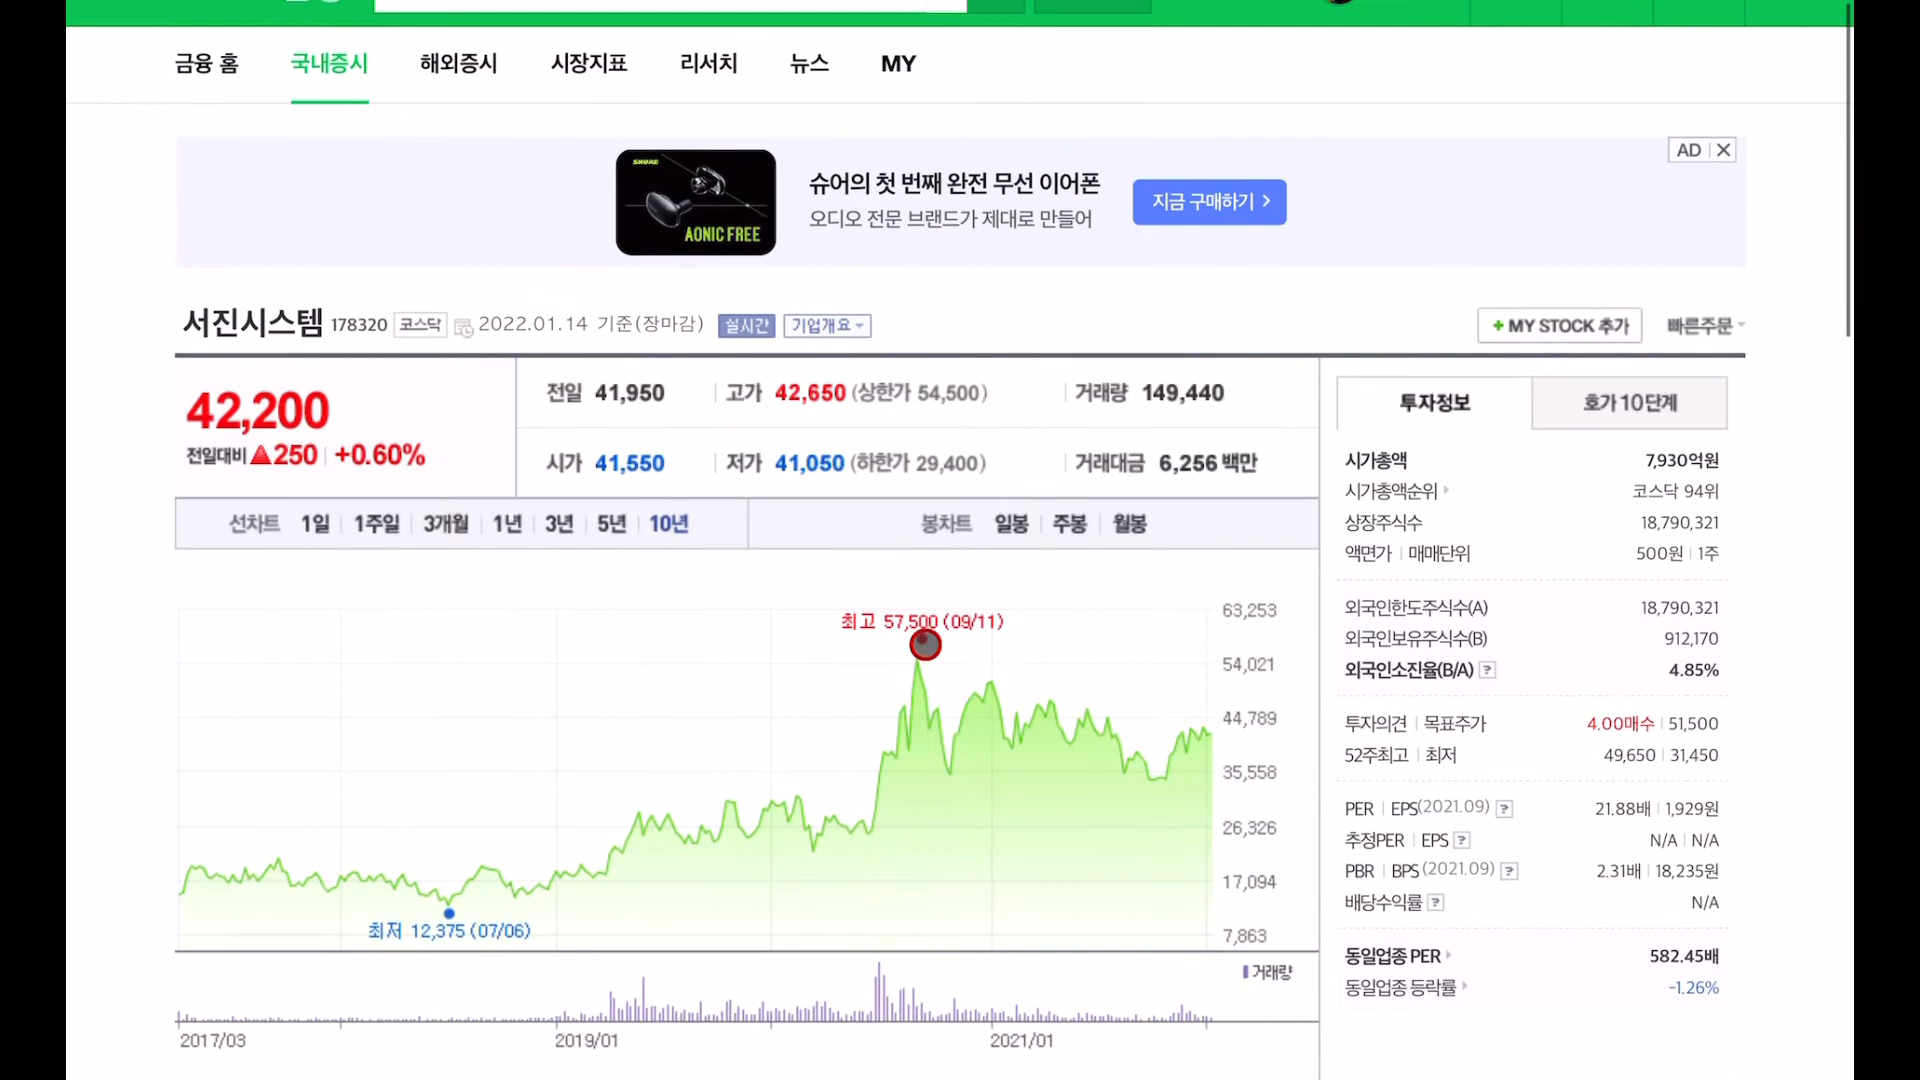 금융 홈 국내증시 해외증시 시장지표 리서치 뉴스 MY
SHURE
AONIC FREE
슈어의 첫 번째 완전 무선 이어폰
오디오 전문 브랜드가 제대로 만들어
지금 구매하기 >
AD X
서진시스템 178320 코스닥 2022.01.14 기준(장마감) 실시간 기업개요
+ MY STOCK 추가 빠른주문
42,200
전일대비 ▲250 +0.60%
전일 41,950 고가 42,650 (상한가 54,500) 거래량 149,440
시가 41,550 저가 41,050 (하한가 29,400) 거래대금 6,256 백만
선차트 1일 1주일 3개월 1년 3년 5년 10년
봉차트 일봉 주봉 월봉
최고 57,500 (09/11)
최저 12,375 (07/06)
63,253
54,021
44,789
35,558
26,326
17,094
7,863
거래량
2017/03 2019/01 2021/01
투자정보 호가 10단계
시가총액 7,930억원
시가총액순위 코스닥 94위
상장주식수 18,790,321
액면가 매매단위 500원 1주
외국인한도주식수(A) 18,790,321
외국인보유주식수(B) 912,170
외국인소진율(B/A) ? 4.85%
투자의견 목표주가 4.00매수 51,500
52주최고 최저 49,650 31,450
PER EPS(2021.09) ? 21.88배 1,929원
추정PER EPS ? N/A N/A
PBR BPS (2021.09) ? 2.31배 18,235원
배당수익률 ? N/A
동일업종 PER 582.45배
동일업종 등락률 -1.26%